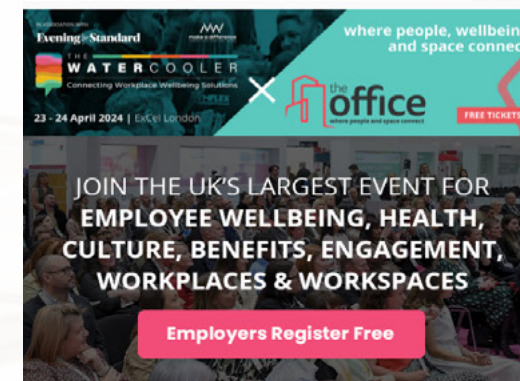 IN ASSOCIATION WITH
Evening Standard
make a difference
THE
WATERCOOLER
Connecting Workplace Wellbeing Solutions
23 - 24 April 2024 | ExCel London
where people, wellbein
and space connec
the
office
where people and space connect
FREE TICKETS
JOIN THE UK'S LARGEST EVENT FOR
EMPLOYEE WELLBEING, HEALTH,
CULTURE, BENEFITS, ENGAGEMENT,
WORKPLACES & WORKSPACES
Employers Register Free